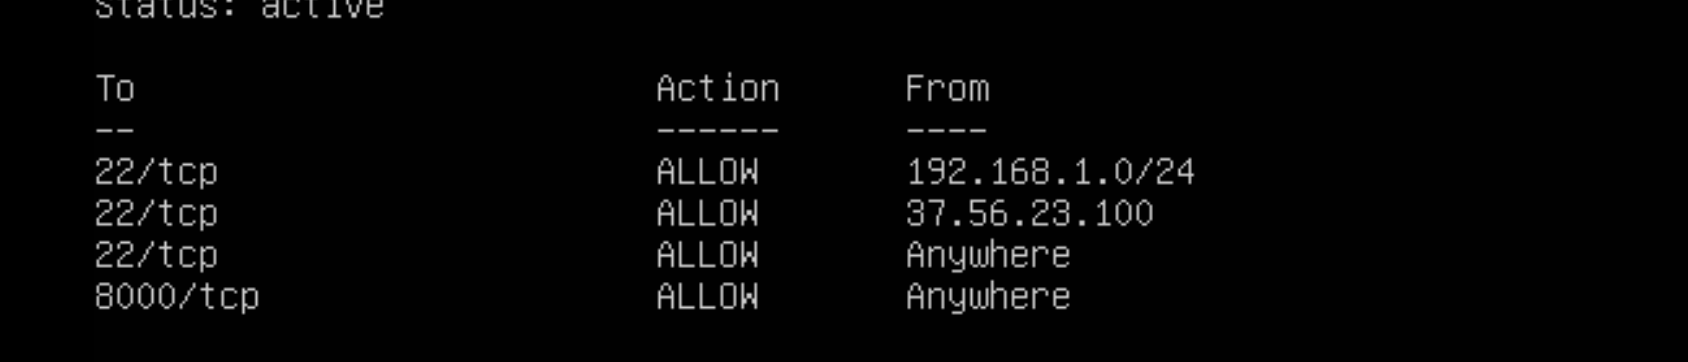 Status: active
To Action From
-- ------ ----
22/tcp ALLOW 192.168.1.0/24
22/tcp ALLOW 37.56.23.100
22/tcp ALLOW Anywhere
8000/tcp ALLOW Anywhere